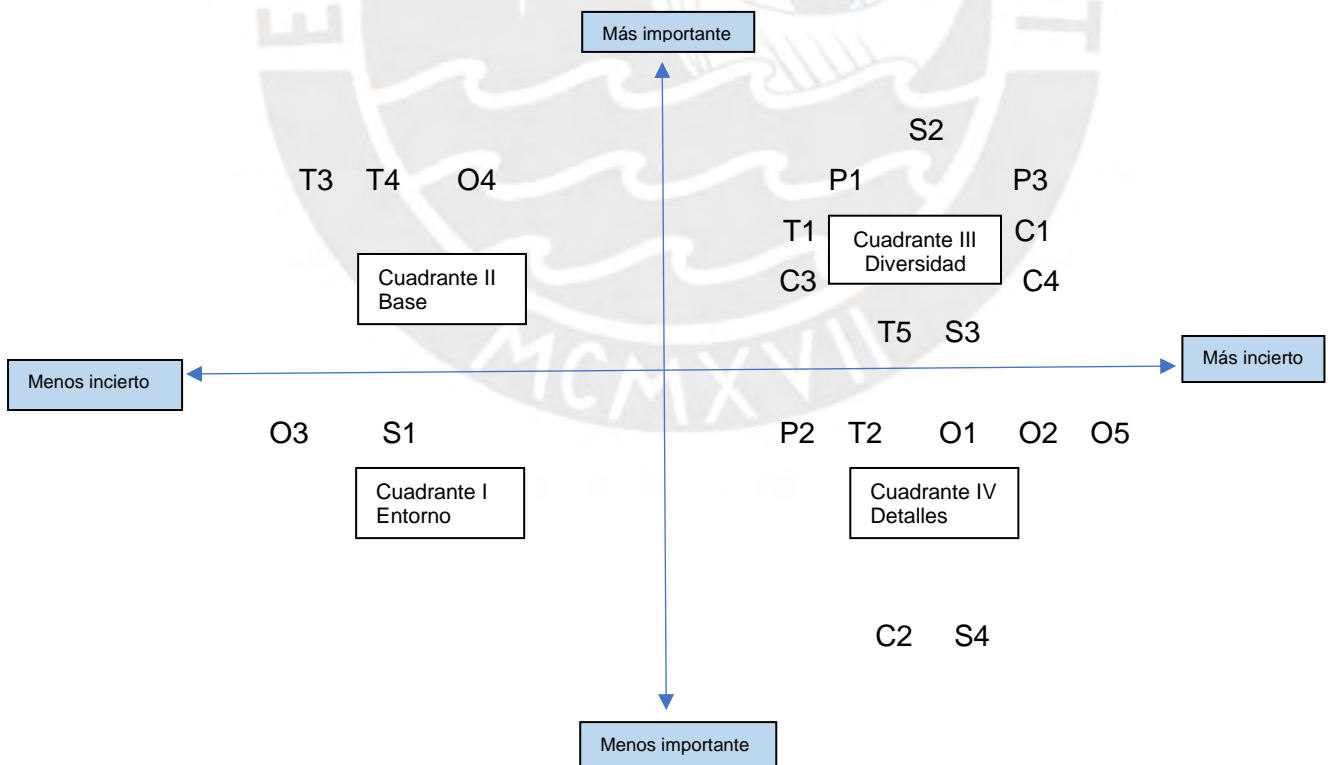 Más importante
S2
T3 T4 O4 P1 P3
T1 Cuadrante III C1
Diversidad
Cuadrante II
Base
C3 C4
T5 S3
Menos incierto
Más incierto
MCMXVII
O3 S1 P2 T2 O1 O2 O5
Cuadrante I
Entorno
Cuadrante IV
Detalles
C2 S4
Menos importante